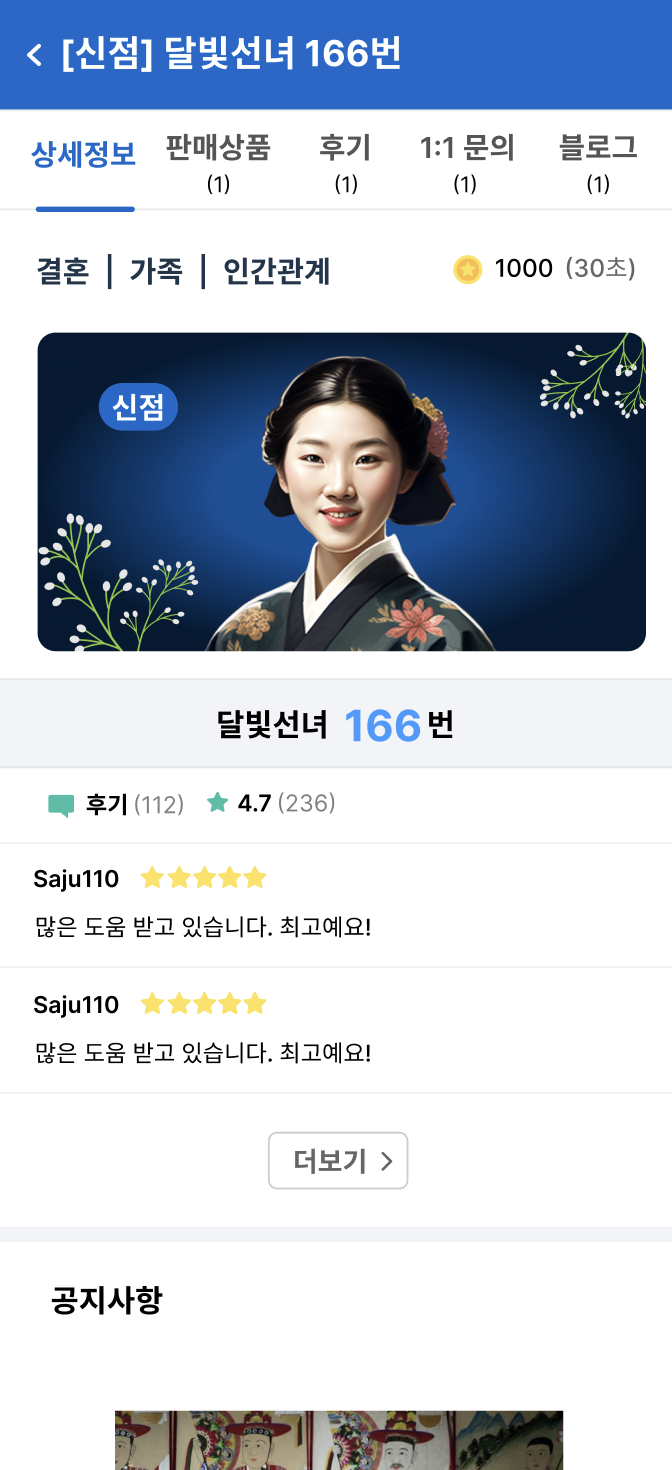 [신점] 달빛선녀 166번
상세정보 판매상품 후기 1:1 문의 블로그
(1) (1) (1) (1)
결혼 | 가족 | 인간관계 1000 (30초)
신점
달빛선녀 166번
후기 (112) 4.7 (236)
Saju110
많은 도움 받고 있습니다. 최고예요!
Saju110
많은 도움 받고 있습니다. 최고예요!
더보기
공지사항